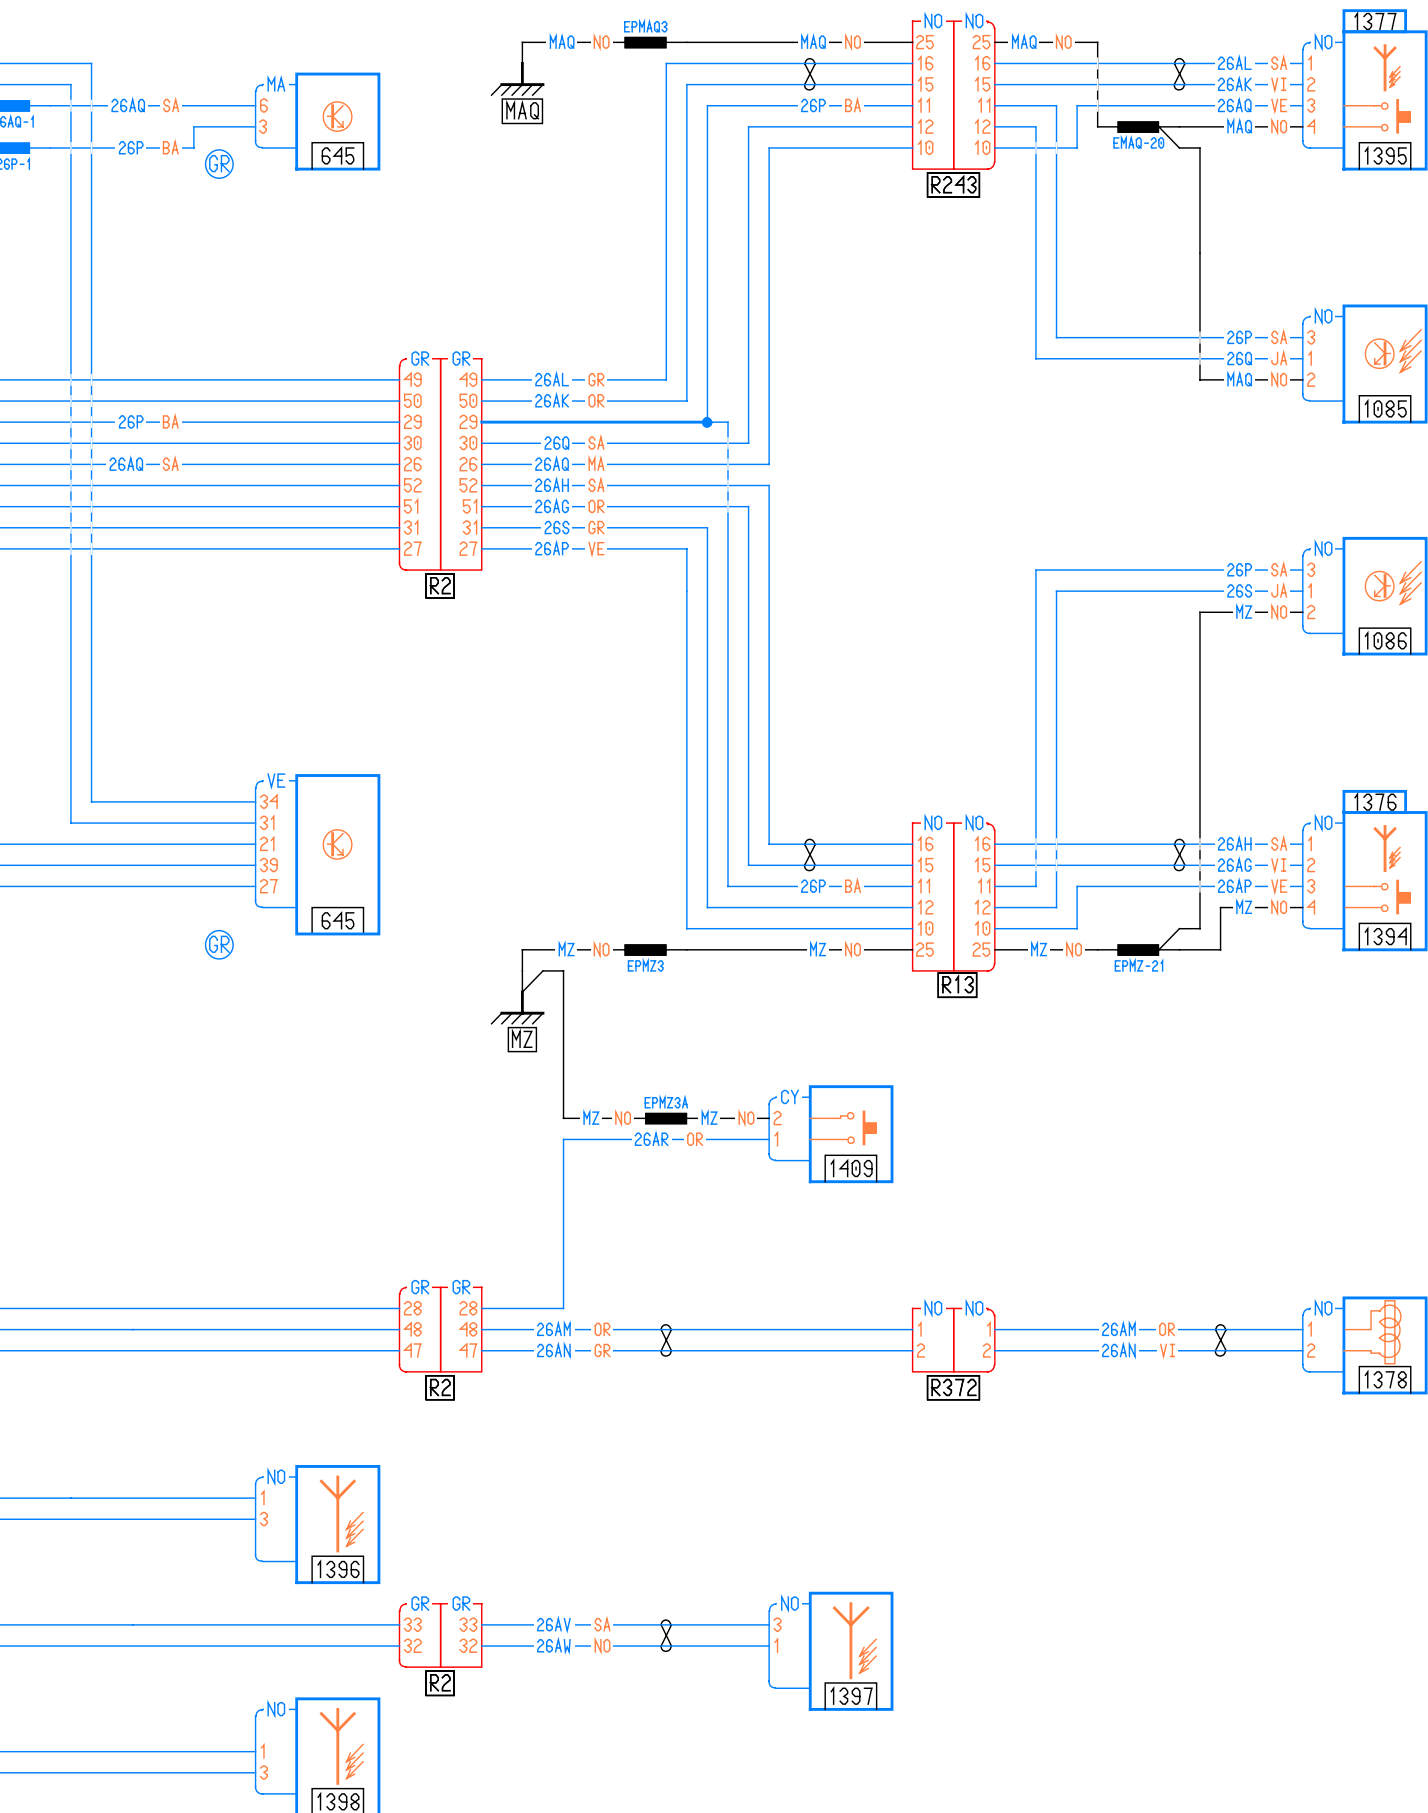 EPMAQ3 NO NO 1377
MAQ NO MAQ NO 25 25 MAQ NO NO
16 16 26AL SA 1
MA 15 15 26AK VI 2
26AQ SA 6 26P BA 11 11 26AQ VE 3
6AQ-1 3 MAQ 12 12 MAQ NO 4
26P BA 10 10 EMAQ-20
26P-1 GR 645 1395
R243
NO
26P SA 3
26Q JA 1
GR GR MAQ NO 2
49 49 26AL GR
50 50 26AK OR 1085
26P BA 29 29
30 30 26Q SA
26AQ SA 26 26 26AQ MA
52 52 26AH SA
51 51 26AG OR
31 31 26S GR
27 27 26AP VE NO
R2 26P SA 3
26S JA 1
MZ NO 2
1086
VE 1376
34 NO NO NO
31 16 16 26AH SA 1
21 15 15 26AG VI 2
39 26P BA 11 11 26AP VE 3
27 12 12 MZ NO 4
645 10 10 1394
GR MZ NO MZ NO 25 25 MZ NO
EPMZ3 EPMZ-21
R13
MZ
EPMZ3A CY
MZ NO MZ NO 2
26AR OR 1
1409
GR GR
28 28 NO NO NO
48 48 26AM OR 1 1 26AM OR 1
47 47 26AN GR 2 2 26AN VI 2
R2 R372 1378
NO
1
3
1396
GR GR NO
33 33 26AV SA 3
32 32 26AW NO 1
R2 1397
NO
1
3
1398